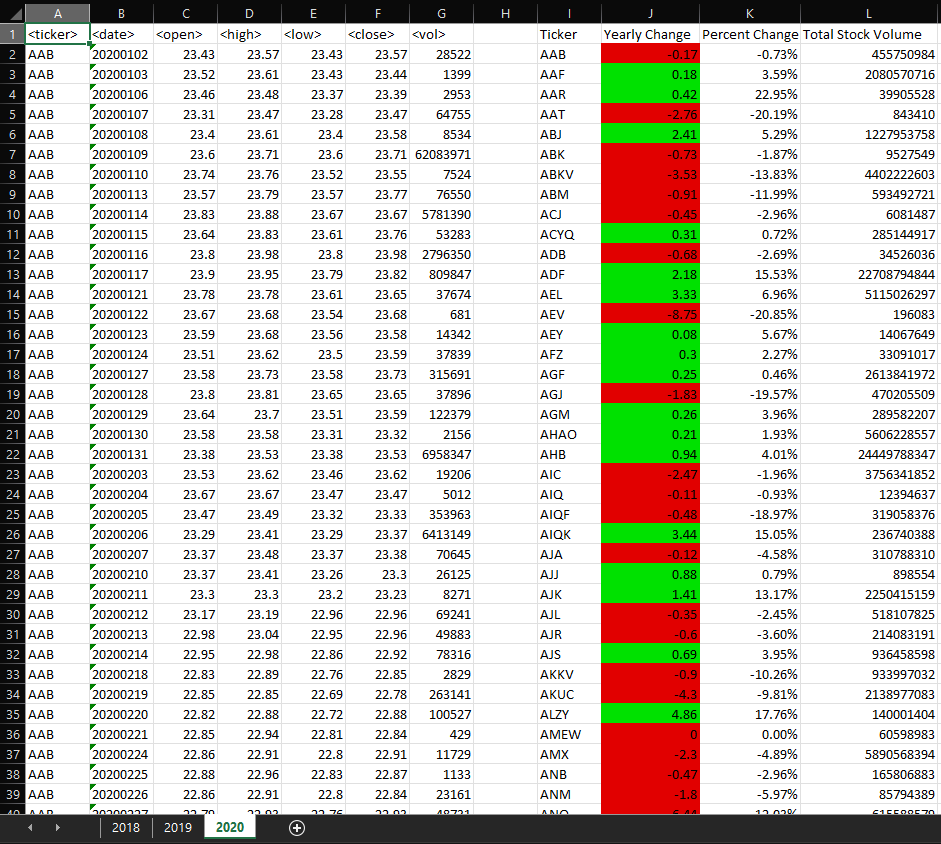 A B C D E F G H I J K L
1 <ticker> <date> <open> <high> <low> <close> <vol> Ticker Yearly Change Percent Change Total Stock Volume
2 AAB 20200102 23.43 23.57 23.43 23.57 28522 AAB -0.17 -0.73% 455750984
3 AAB 20200103 23.52 23.61 23.43 23.44 1399 AAF 0.18 3.59% 2080570716
4 AAB 20200106 23.46 23.48 23.37 23.39 2953 AAR 0.42 22.95% 39905528
5 AAB 20200107 23.31 23.47 23.28 23.47 64755 AAT -2.76 -20.19% 843410
6 AAB 20200108 23.4 23.61 23.4 23.58 8534 ABJ 2.41 5.29% 1227953758
7 AAB 20200109 23.6 23.71 23.6 23.71 62083971 ABK -0.73 -1.87% 9527549
8 AAB 20200110 23.74 23.76 23.52 23.55 7524 ABKV -3.53 -13.83% 4402222603
9 AAB 20200113 23.57 23.79 23.57 23.77 76550 ABM -0.91 -11.99% 593492721
10 AAB 20200114 23.83 23.88 23.67 23.67 5781390 ACJ -0.45 -2.96% 6081487
11 AAB 20200115 23.64 23.83 23.61 23.76 53283 ACYQ 0.31 0.72% 285144917
12 AAB 20200116 23.8 23.98 23.8 23.98 2796350 ADB -0.68 -2.69% 34526036
13 AAB 20200117 23.9 23.95 23.79 23.82 809847 ADF 2.18 15.53% 22708794844
14 AAB 20200121 23.78 23.78 23.61 23.65 37674 AEL 3.33 6.96% 5115026297
15 AAB 20200122 23.67 23.68 23.54 23.68 681 AEV -8.75 -20.85% 196083
16 AAB 20200123 23.59 23.68 23.56 23.58 14342 AEY 0.08 5.67% 14067649
17 AAB 20200124 23.51 23.62 23.5 23.59 37839 AFZ 0.3 2.27% 33091017
18 AAB 20200127 23.58 23.73 23.58 23.73 315691 AGF 0.25 0.46% 2613841972
19 AAB 20200128 23.8 23.81 23.65 23.65 37896 AGJ -1.83 -19.57% 470205509
20 AAB 20200129 23.64 23.7 23.51 23.59 122379 AGM 0.26 3.96% 289582207
21 AAB 20200130 23.58 23.58 23.31 23.32 2156 AHAO 0.21 1.93% 5606228557
22 AAB 20200131 23.38 23.53 23.38 23.53 6958347 AHB 0.94 4.01% 24449788347
23 AAB 20200203 23.53 23.62 23.46 23.62 19206 AIC -2.47 -1.96% 3756341852
24 AAB 20200204 23.67 23.67 23.47 23.47 5012 AIQ -0.11 -0.93% 12394637
25 AAB 20200205 23.47 23.49 23.32 23.33 353963 AIQF -0.48 -18.97% 319058376
26 AAB 20200206 23.29 23.41 23.29 23.37 6413149 AIQK 3.44 15.05% 236740388
27 AAB 20200207 23.37 23.48 23.37 23.38 70645 AJA -0.12 -4.58% 310788310
28 AAB 20200210 23.37 23.41 23.26 23.3 26125 AJJ 0.88 0.79% 898554
29 AAB 20200211 23.3 23.3 23.2 23.23 8271 AJK 1.41 13.17% 2250415159
30 AAB 20200212 23.17 23.19 22.96 22.96 69241 AJL -0.35 -2.45% 518107825
31 AAB 20200213 22.98 23.04 22.95 22.96 49883 AJR -0.6 -3.60% 214083191
32 AAB 20200214 22.95 22.98 22.86 22.92 78316 AJS 0.69 3.95% 936458598
33 AAB 20200218 22.83 22.89 22.76 22.85 2829 AKKV -0.9 -10.26% 933997032
34 AAB 20200219 22.85 22.85 22.69 22.78 263141 AKUC -4.3 -9.81% 2138977083
35 AAB 20200220 22.82 22.88 22.72 22.88 100527 ALZY 4.86 17.76% 140001404
36 AAB 20200221 22.85 22.94 22.81 22.84 429 AMEW 0 0.00% 60598983
37 AAB 20200224 22.86 22.91 22.8 22.91 11729 AMX -2.3 -4.89% 5890568394
38 AAB 20200225 22.88 22.96 22.83 22.87 1133 ANB -0.47 -2.96% 165806883
39 AAB 20200226 22.86 22.91 22.8 22.84 23161 ANM -1.8 -5.97% 85794389
2018 2019 2020